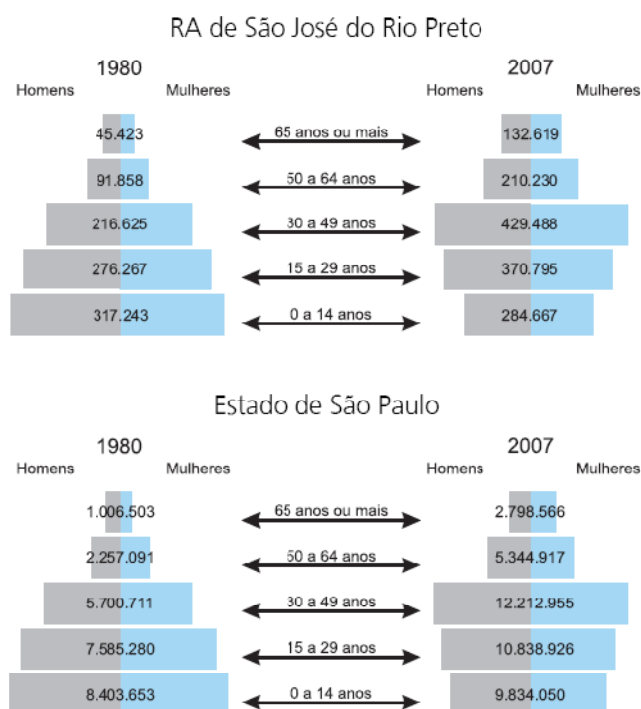 RA de São José do Rio Preto
1980 2007
Homens Mulheres Homens Mulheres
45.423 65 anos ou mais 132.619
91.858 50 a 64 anos 210.230
216.625 30 a 49 anos 429.488
276.267 15 a 29 anos 370.795
317.243 0 a 14 anos 284.667
Estado de São Paulo
1980 2007
Homens Mulheres Homens Mulheres
1.006.503 65 anos ou mais 2.798.566
2.257.091 50 a 64 anos 5.344.917
5.700.711 30 a 49 anos 12.212.955
7.585.280 15 a 29 anos 10.838.926
8.403.653 0 a 14 anos 9.834.050